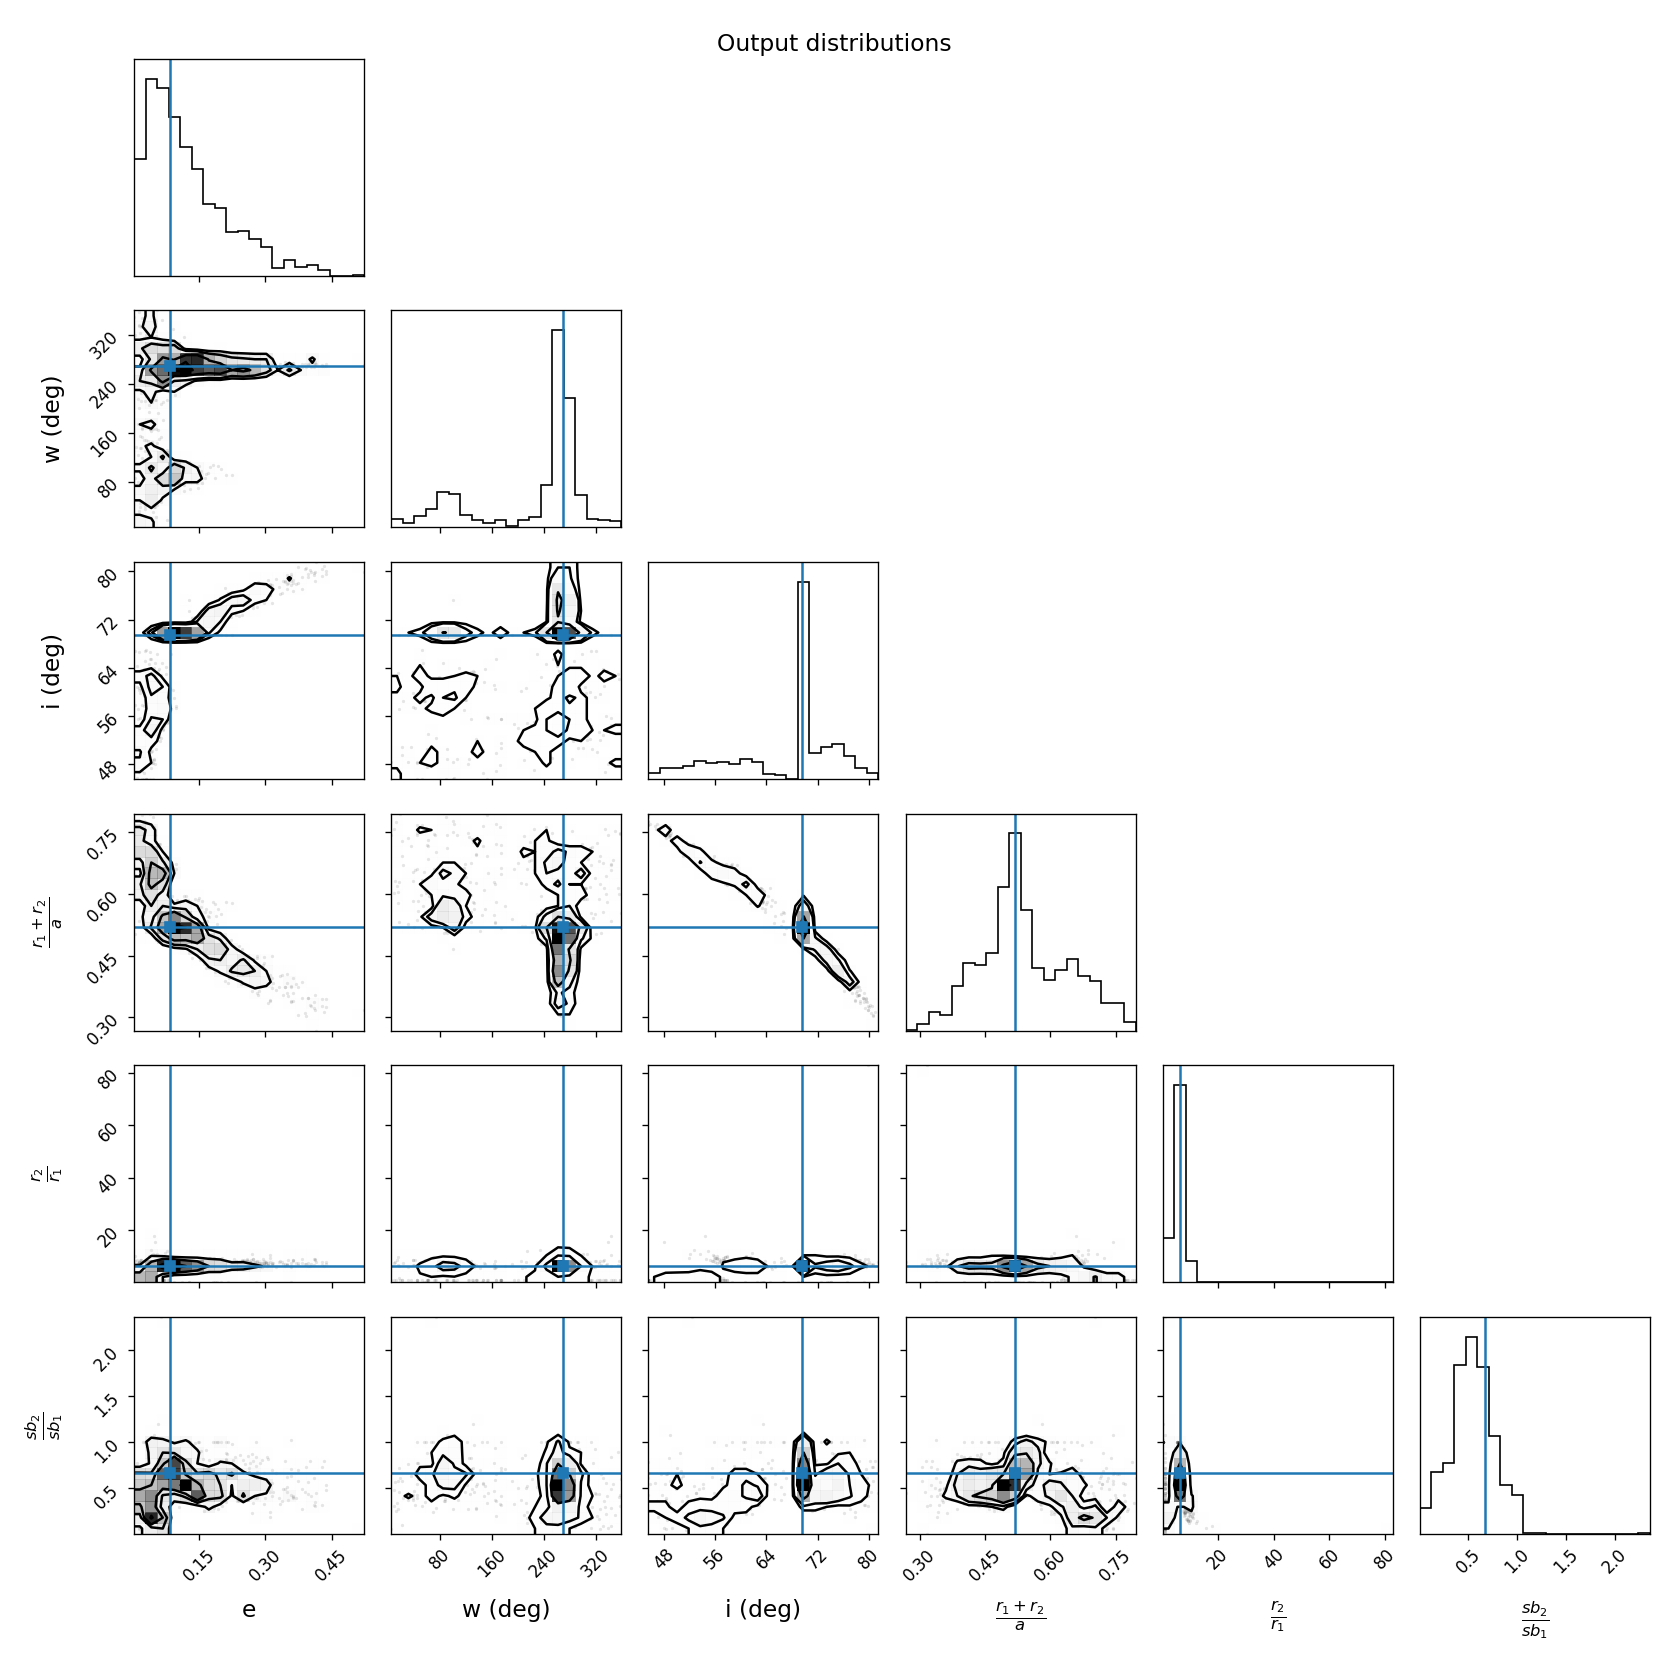 Output distributions
w (deg)
320
240
160
80
i (deg)
80
72
64
56
48
r₁ + r₂
a
0.75
0.60
0.45
0.30
r₂
r₁
80
60
40
20
sb₂
sb₁
2.0
1.5
1.0
0.5
0.15 0.30 0.45
80 160 240 320
48 56 64 72 80
0.30 0.45 0.60 0.75
20 40 60 80
0.5 1.0 1.5 2.0
e
w (deg)
i (deg)
r₁ + r₂
a
r₂
r₁
sb₂
sb₁